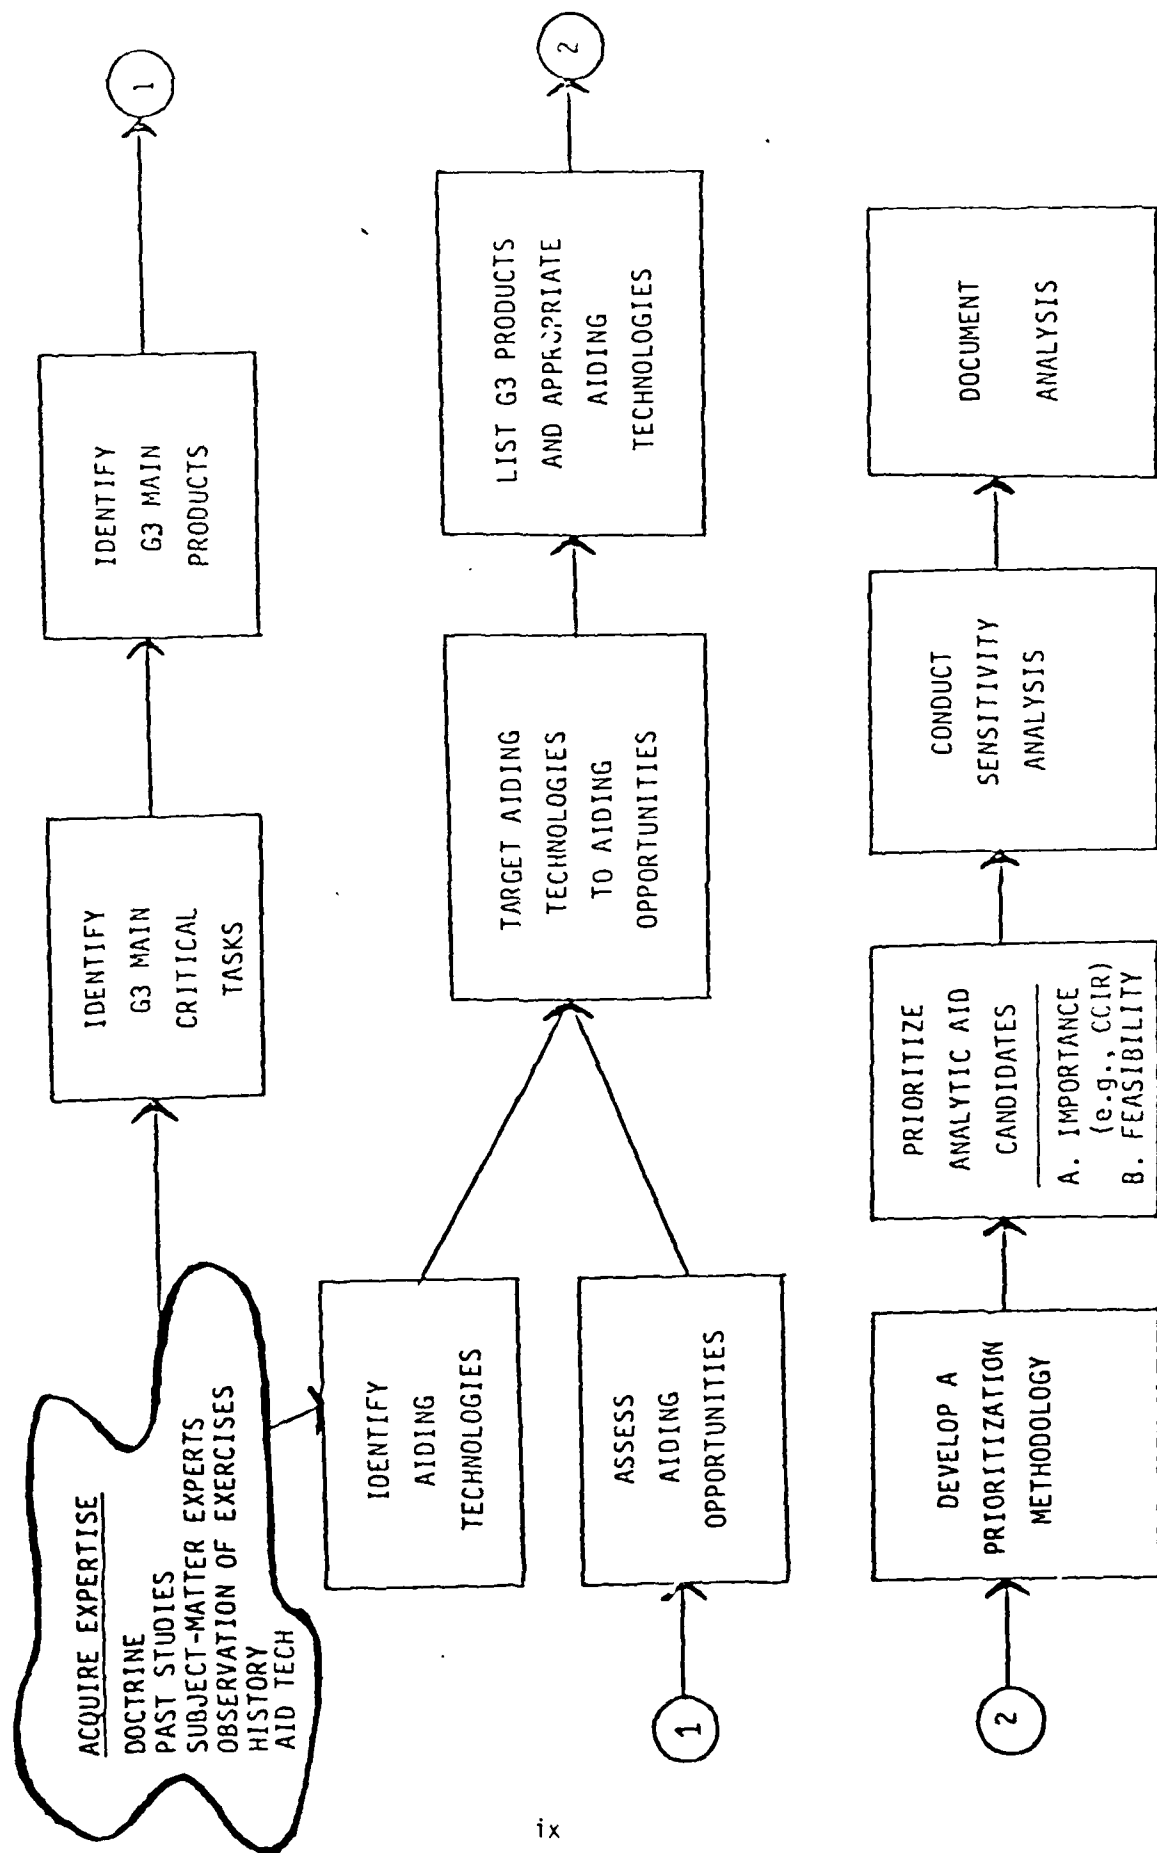 ACQUIRE EXPERTISE
DOCTRINE
PAST STUDIES
SUBJECT-MATTER EXPERTS
OBSERVATION OF EXERCISES
HISTORY
AID TECH
IDENTIFY
G3 MAIN
CRITICAL
TASKS
IDENTIFY
G3 MAIN
PRODUCTS
1
IDENTIFY
AIDING
TECHNOLOGIES
1
ASSESS
AIDING
OPPORTUNITIES
TARGET AIDING
TECHNOLOGIES
TO AIDING
OPPORTUNITIES
LIST G3 PRODUCTS
AND APPROPRIATE
AIDING
TECHNOLOGIES
2
2
DEVELOP A
PRIORITIZATION
METHODOLOGY
PRIORITIZE
ANALYTIC AID
CANDIDATES
A. IMPORTANCE
(e.g., CCIR)
B. FEASIBILITY
CONDUCT
SENSITIVITY
ANALYSIS
DOCUMENT
ANALYSIS
ix